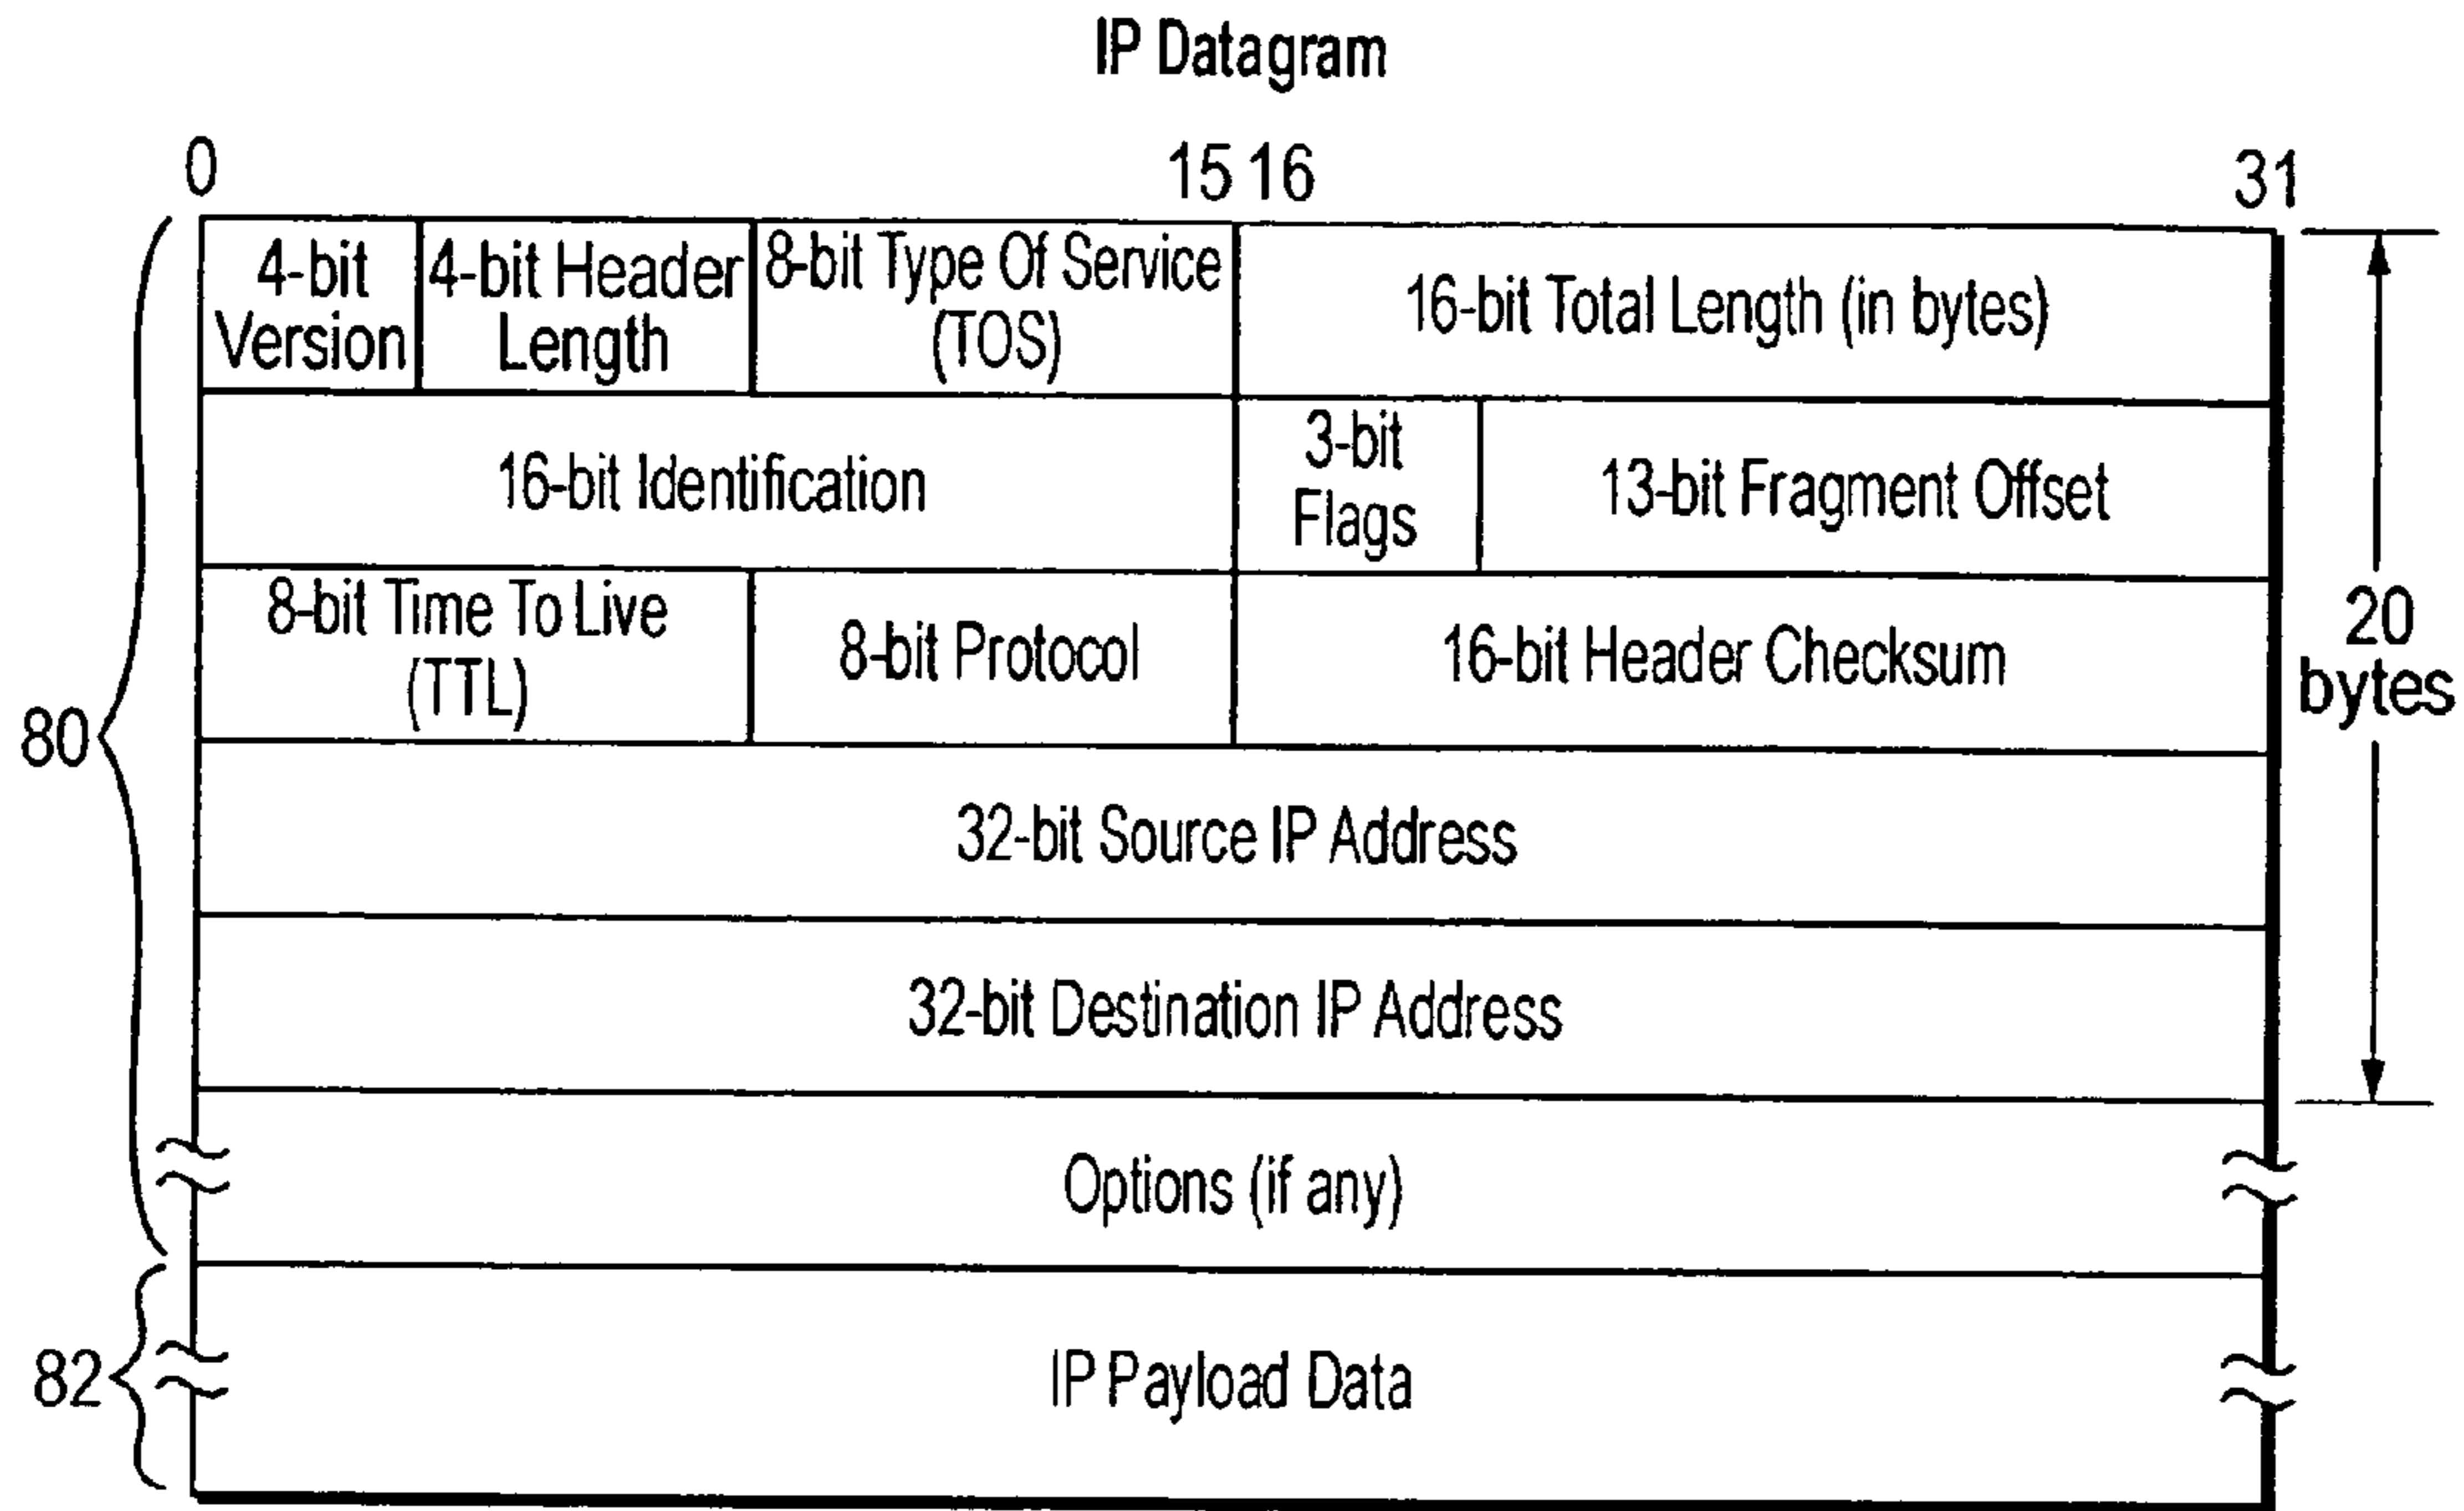 IP Datagram
0
15 16
31
4-bit
Version
4-bit Header
Length
8-bit Type Of Service
(TOS)
16-bit Total Length (in bytes)
16-bit Identification
3-bit
Flags
13-bit Fragment Offset
8-bit Time To Live
(TTL)
8-bit Protocol
16-bit Header Checksum
20
bytes
80
32-bit Source IP Address
32-bit Destination IP Address
Options (if any)
82
IP Payload Data